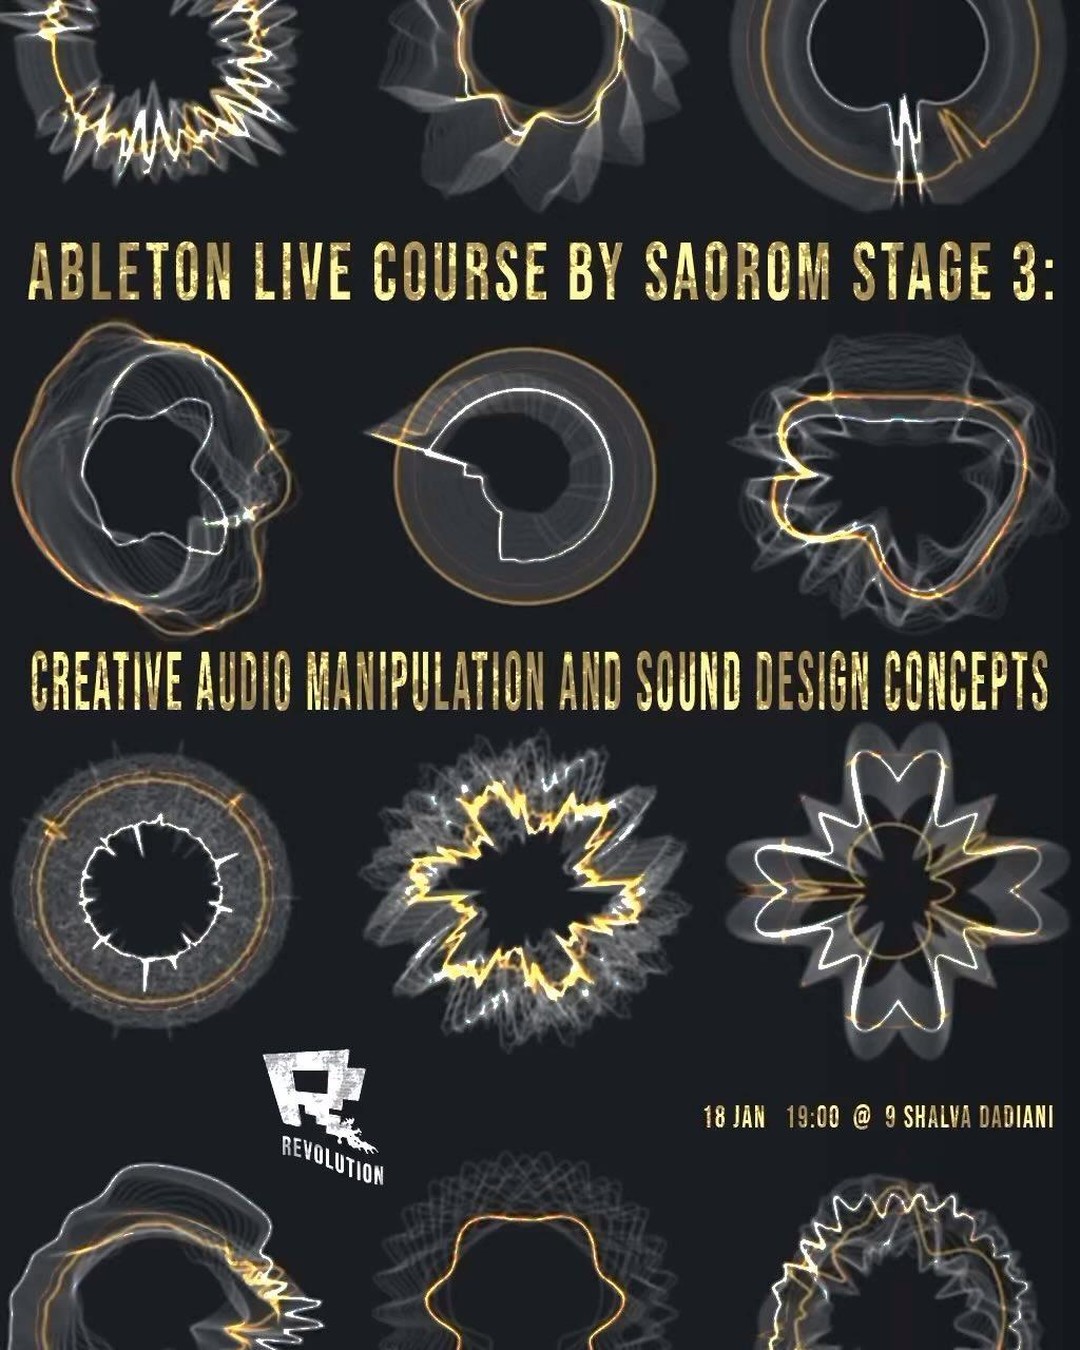 ABLETON LIVE COURSE BY SAOROM STAGE 3:
CREATIVE AUDIO MANIPULATION AND SOUND DESIGN CONCEPTS
REVOLUTION
18 JAN 19:00 @ 9 SHALVA DADIANI